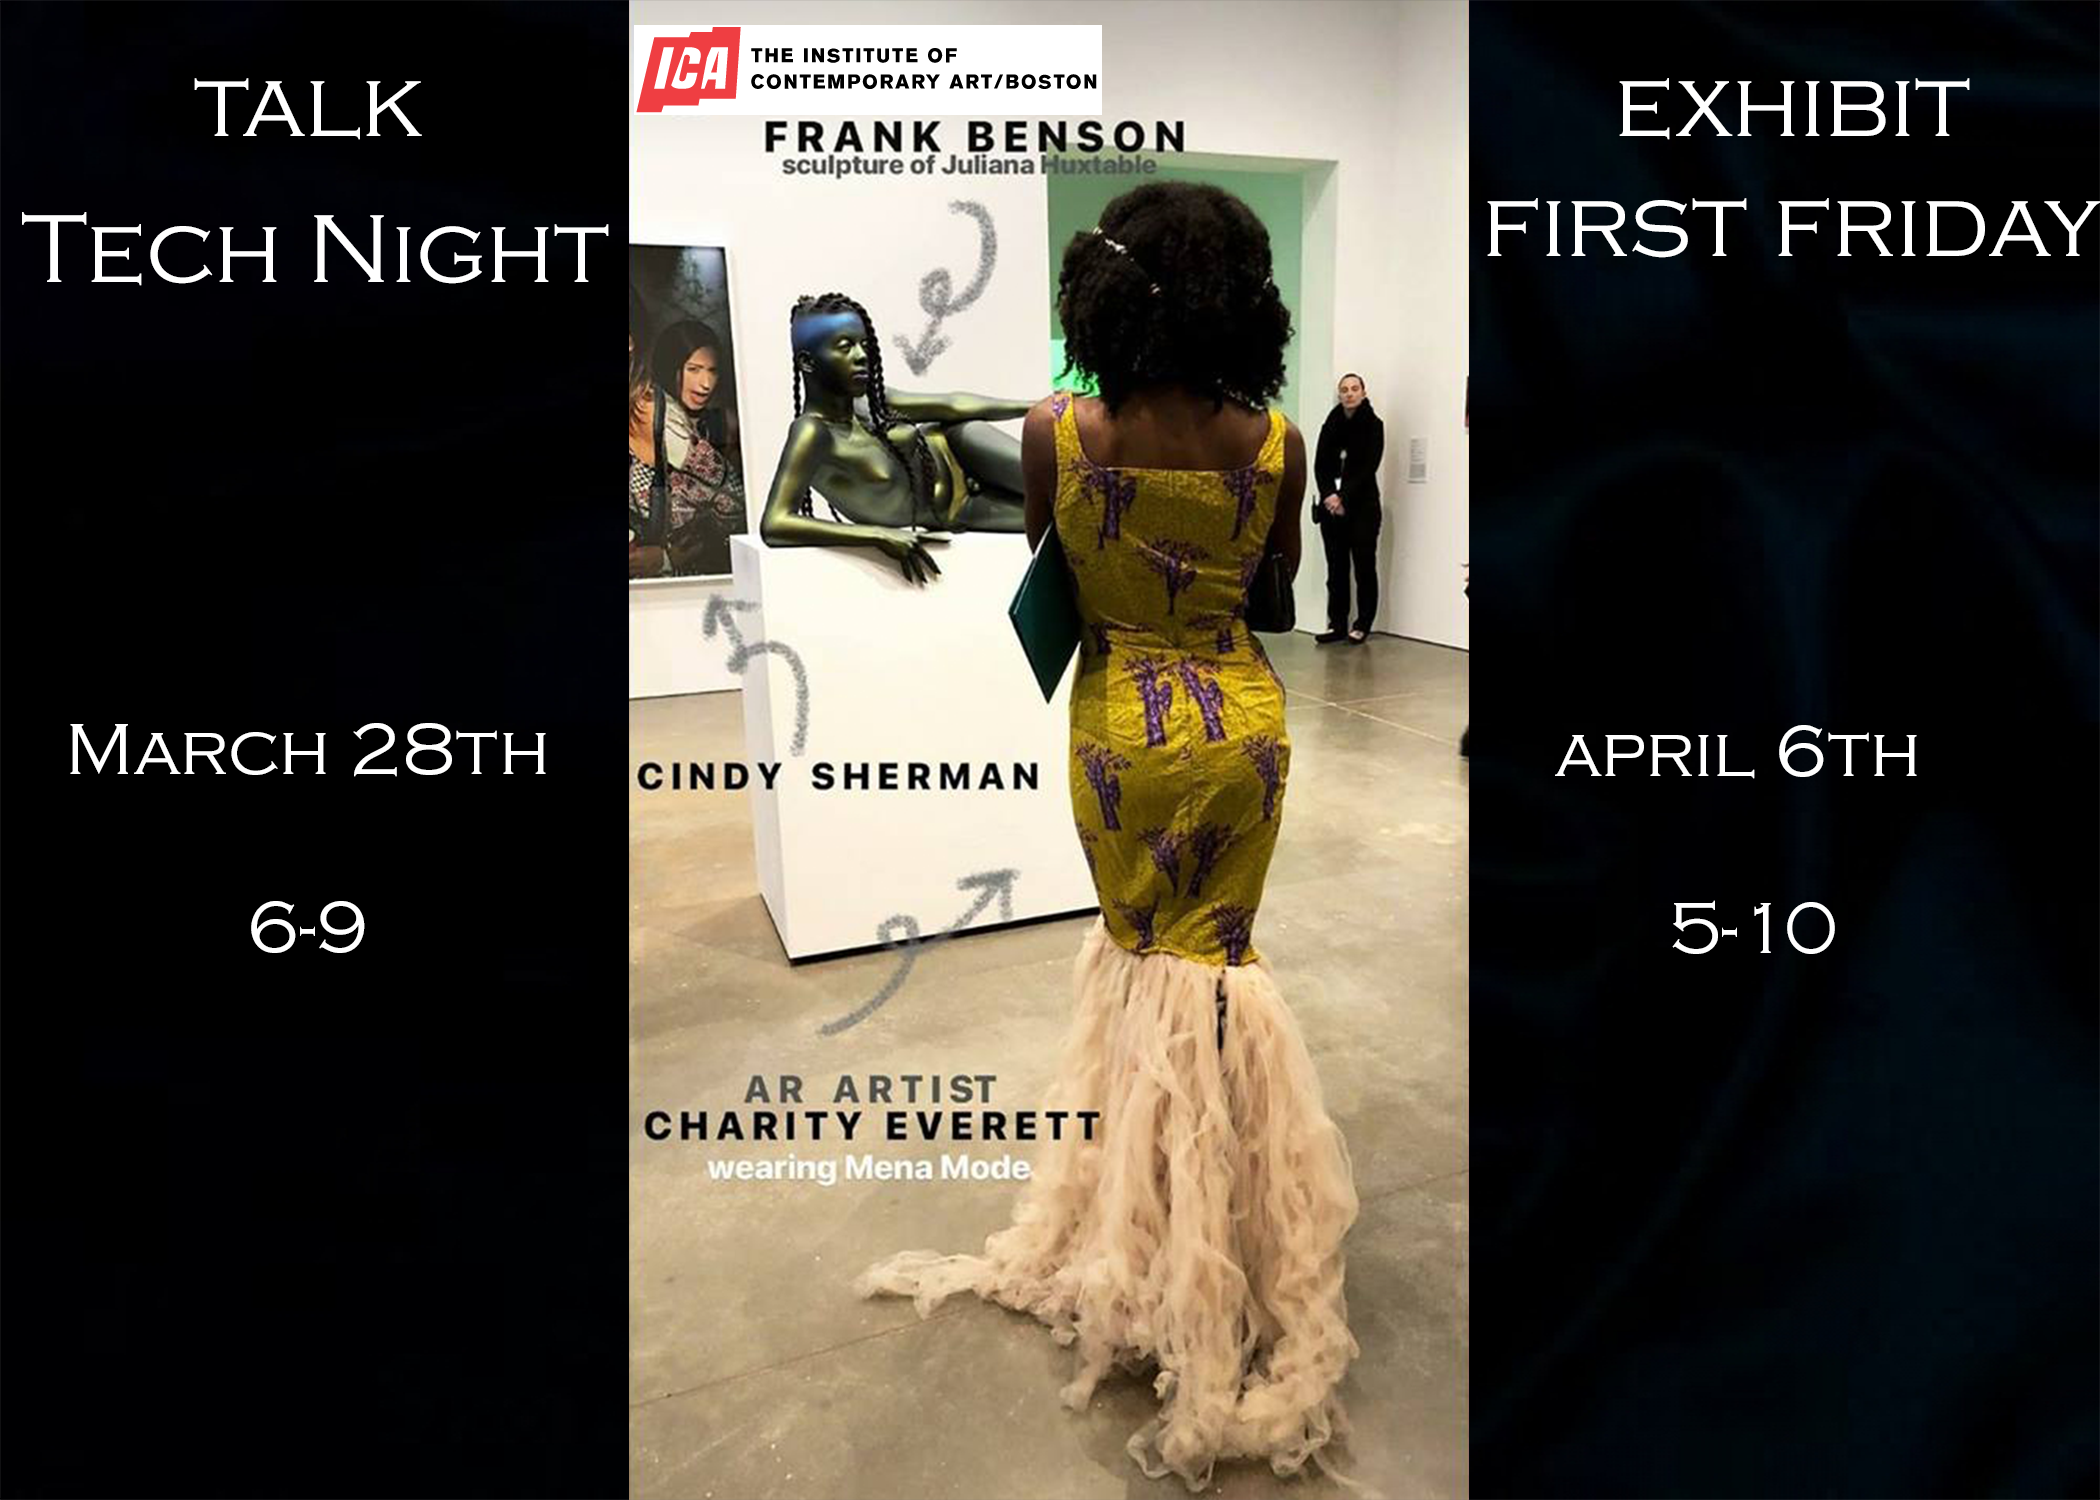 TALK
TECH NIGHT
MARCH 28TH
6-9
ICA THE INSTITUTE OF
CONTEMPORARY ART/BOSTON
FRANK BENSON
sculpture of Juliana Huxtable
CINDY SHERMAN
AR ARTIST
CHARITY EVERETT
wearing Mena Mode
EXHIBIT
FIRST FRIDAY
APRIL 6TH
5-10